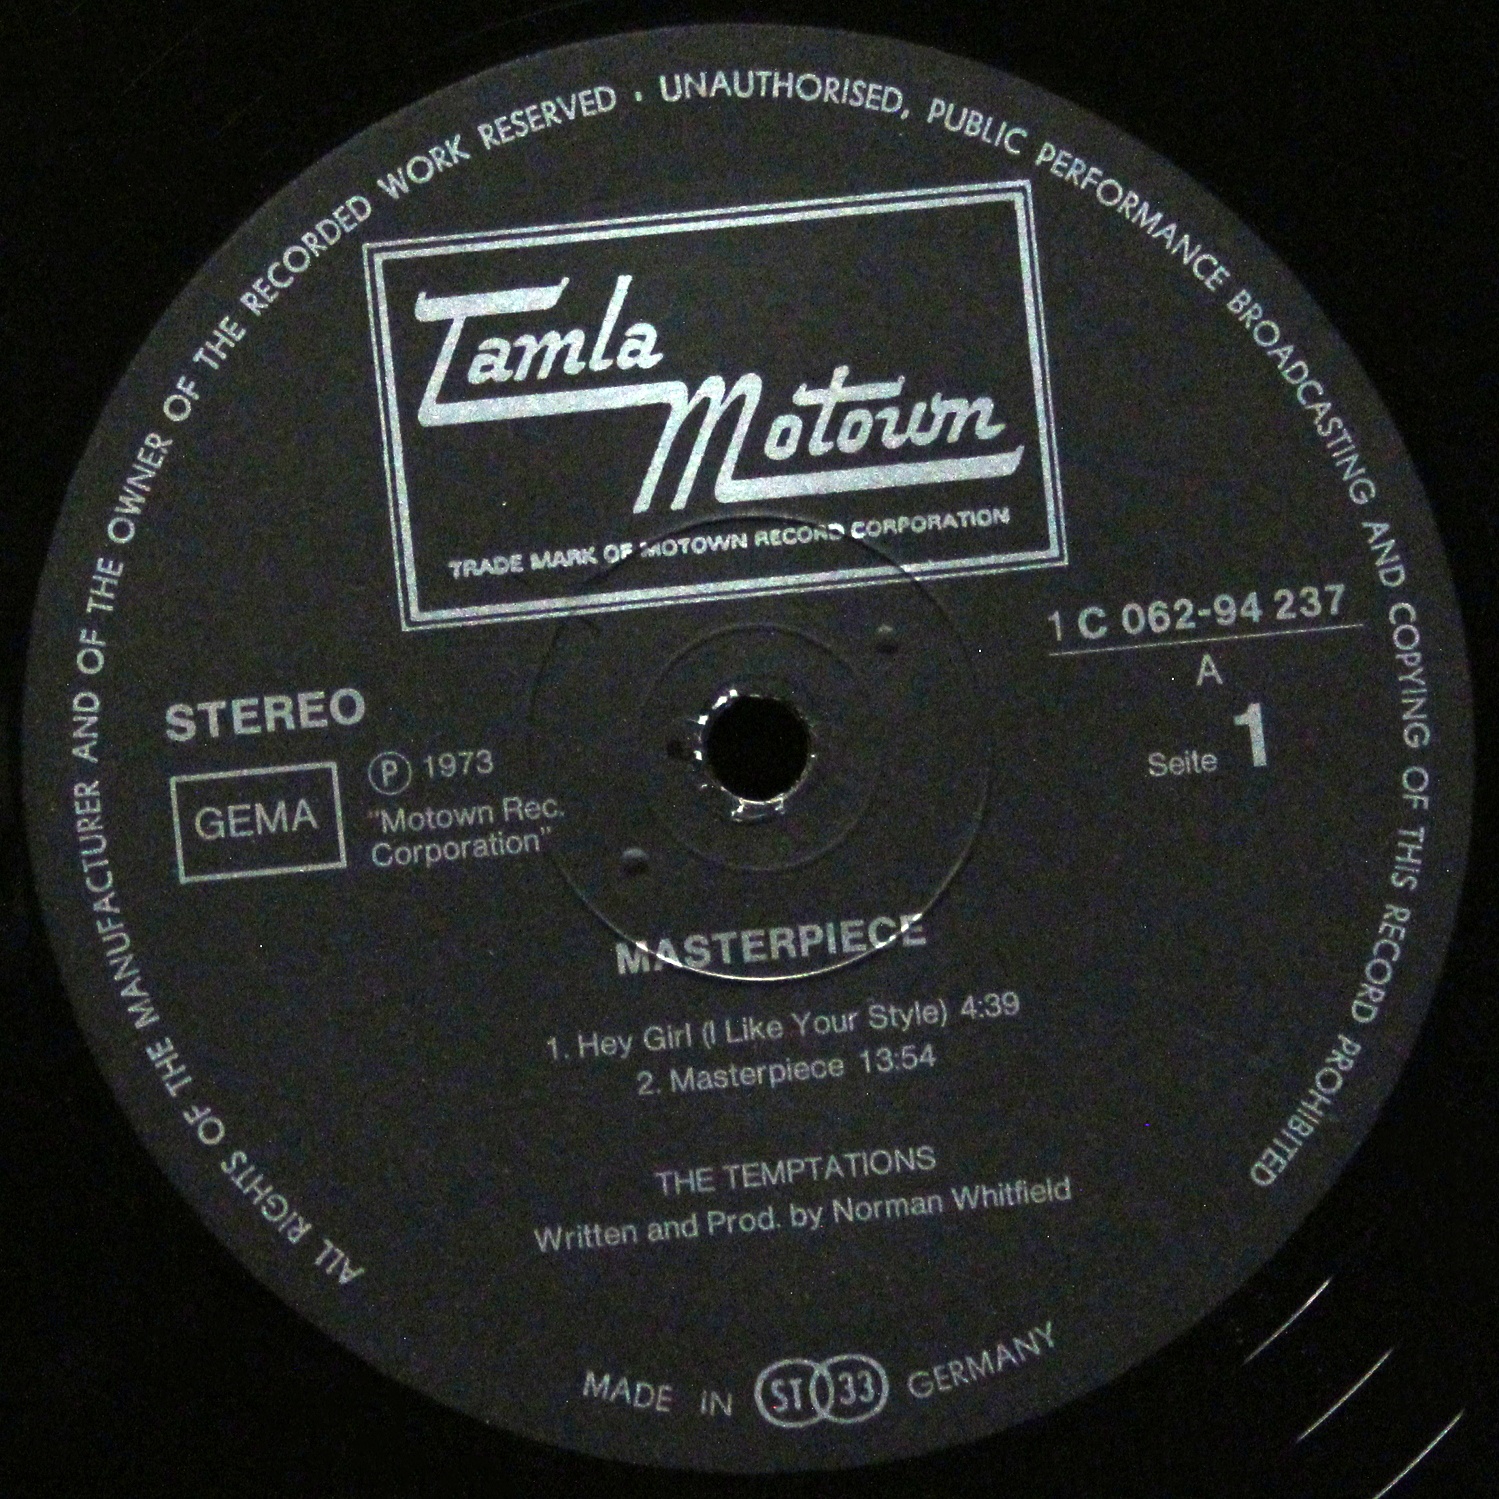 ALL RIGHTS OF THE MANUFACTURER AND OF THE OWNER OF THE RECORDED WORK RESERVED · UNAUTHORISED, PUBLIC PERFORMANCE BROADCASTING AND COPYING OF THIS RECORD PROHIBITED
Tamla
Motown
TRADE MARK OF MOTOWN RECORD CORPORATION
1 C 062-94 237
A
Seite 1
STEREO
GEMA
Ⓟ 1973
"Motown Rec.
Corporation"
MASTERPIECE
1. Hey Girl (I Like Your Style) 4:39
2. Masterpiece 13:54
THE TEMPTATIONS
Written and Prod. by Norman Whitfield
MADE IN ST 33 GERMANY